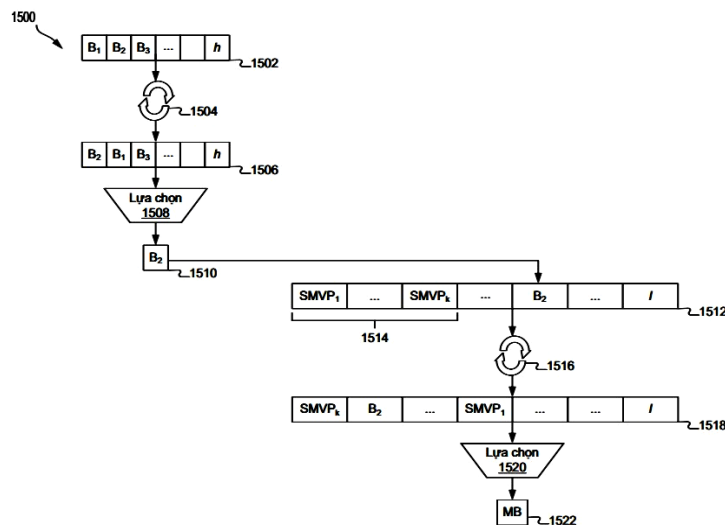 1500
B₁ B₂ B₃ ... h
1502
1504
B₂ B₁ B₃ ... h
1506
Lựa chọn
1508
B₂
1510
SMVP₁ ... SMVPₖ ... B₂ ... l
1512
1514
1516
SMVPₖ B₂ ... SMVP₁ ... ... l
1518
Lựa chọn
1520
MB
1522